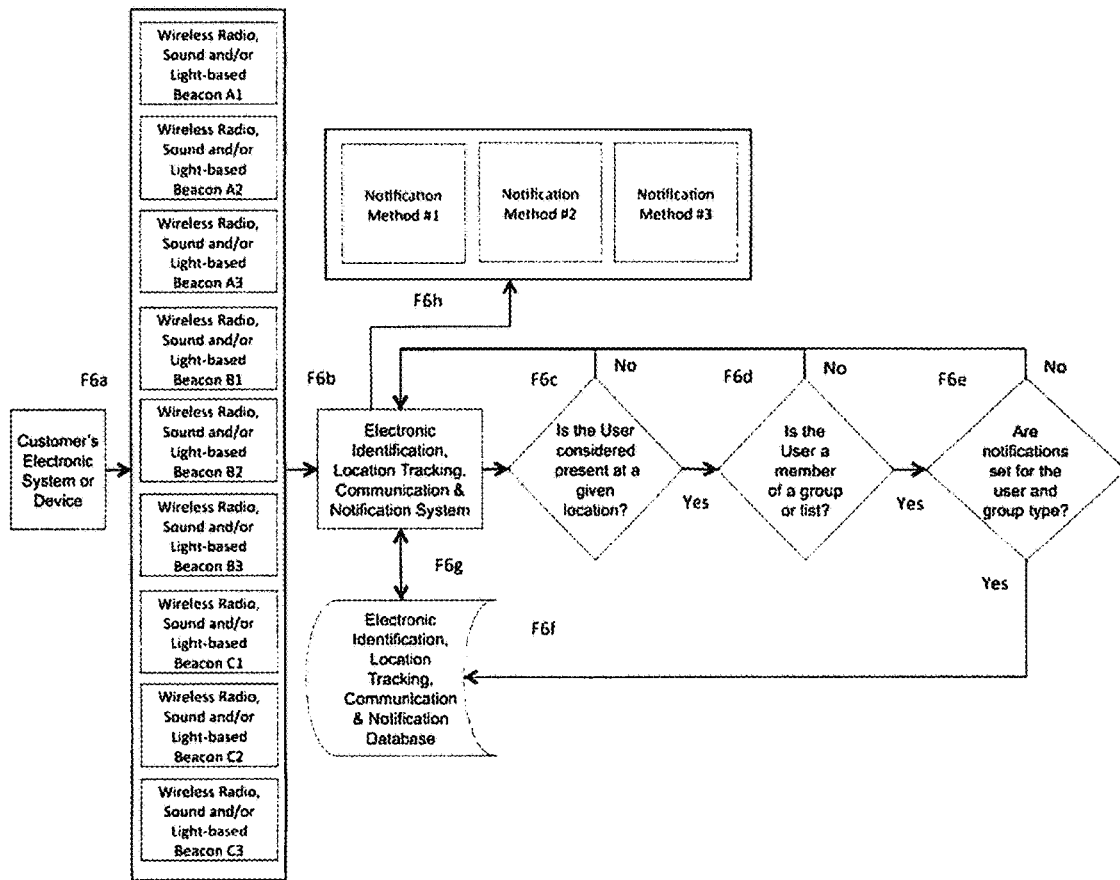 Wireless Radio,
Sound and/or
Light-based
Beacon A1
Wireless Radio,
Sound and/or
Light-based
Beacon A2
Wireless Radio,
Sound and/or
Light-based
Beacon A3
Wireless Radio,
Sound and/or
Light-based
Beacon B1
Wireless Radio,
Sound and/or
Light-based
Beacon B2
Wireless Radio,
Sound and/or
Light-based
Beacon B3
Wireless Radio,
Sound and/or
Light-based
Beacon C1
Wireless Radio,
Sound and/or
Light-based
Beacon C2
Wireless Radio,
Sound and/or
Light-based
Beacon C3
F6a
Customer's
Electronic
System or
Device
Notification
Method #1
Notification
Method #2
Notification
Method #3
F6h
F6b
Electronic
Identification,
Location Tracking,
Communication &
Notification System
F6c
No
Is the User
considered
present at a
given
location?
Yes
F6d
No
Is the
User a
member
of a group
or list?
Yes
F6e
No
Are
notifications
set for the
user and
group type?
Yes
F6g
F6f
Electronic
Identification,
Location
Tracking,
Communication
& Notification
Database